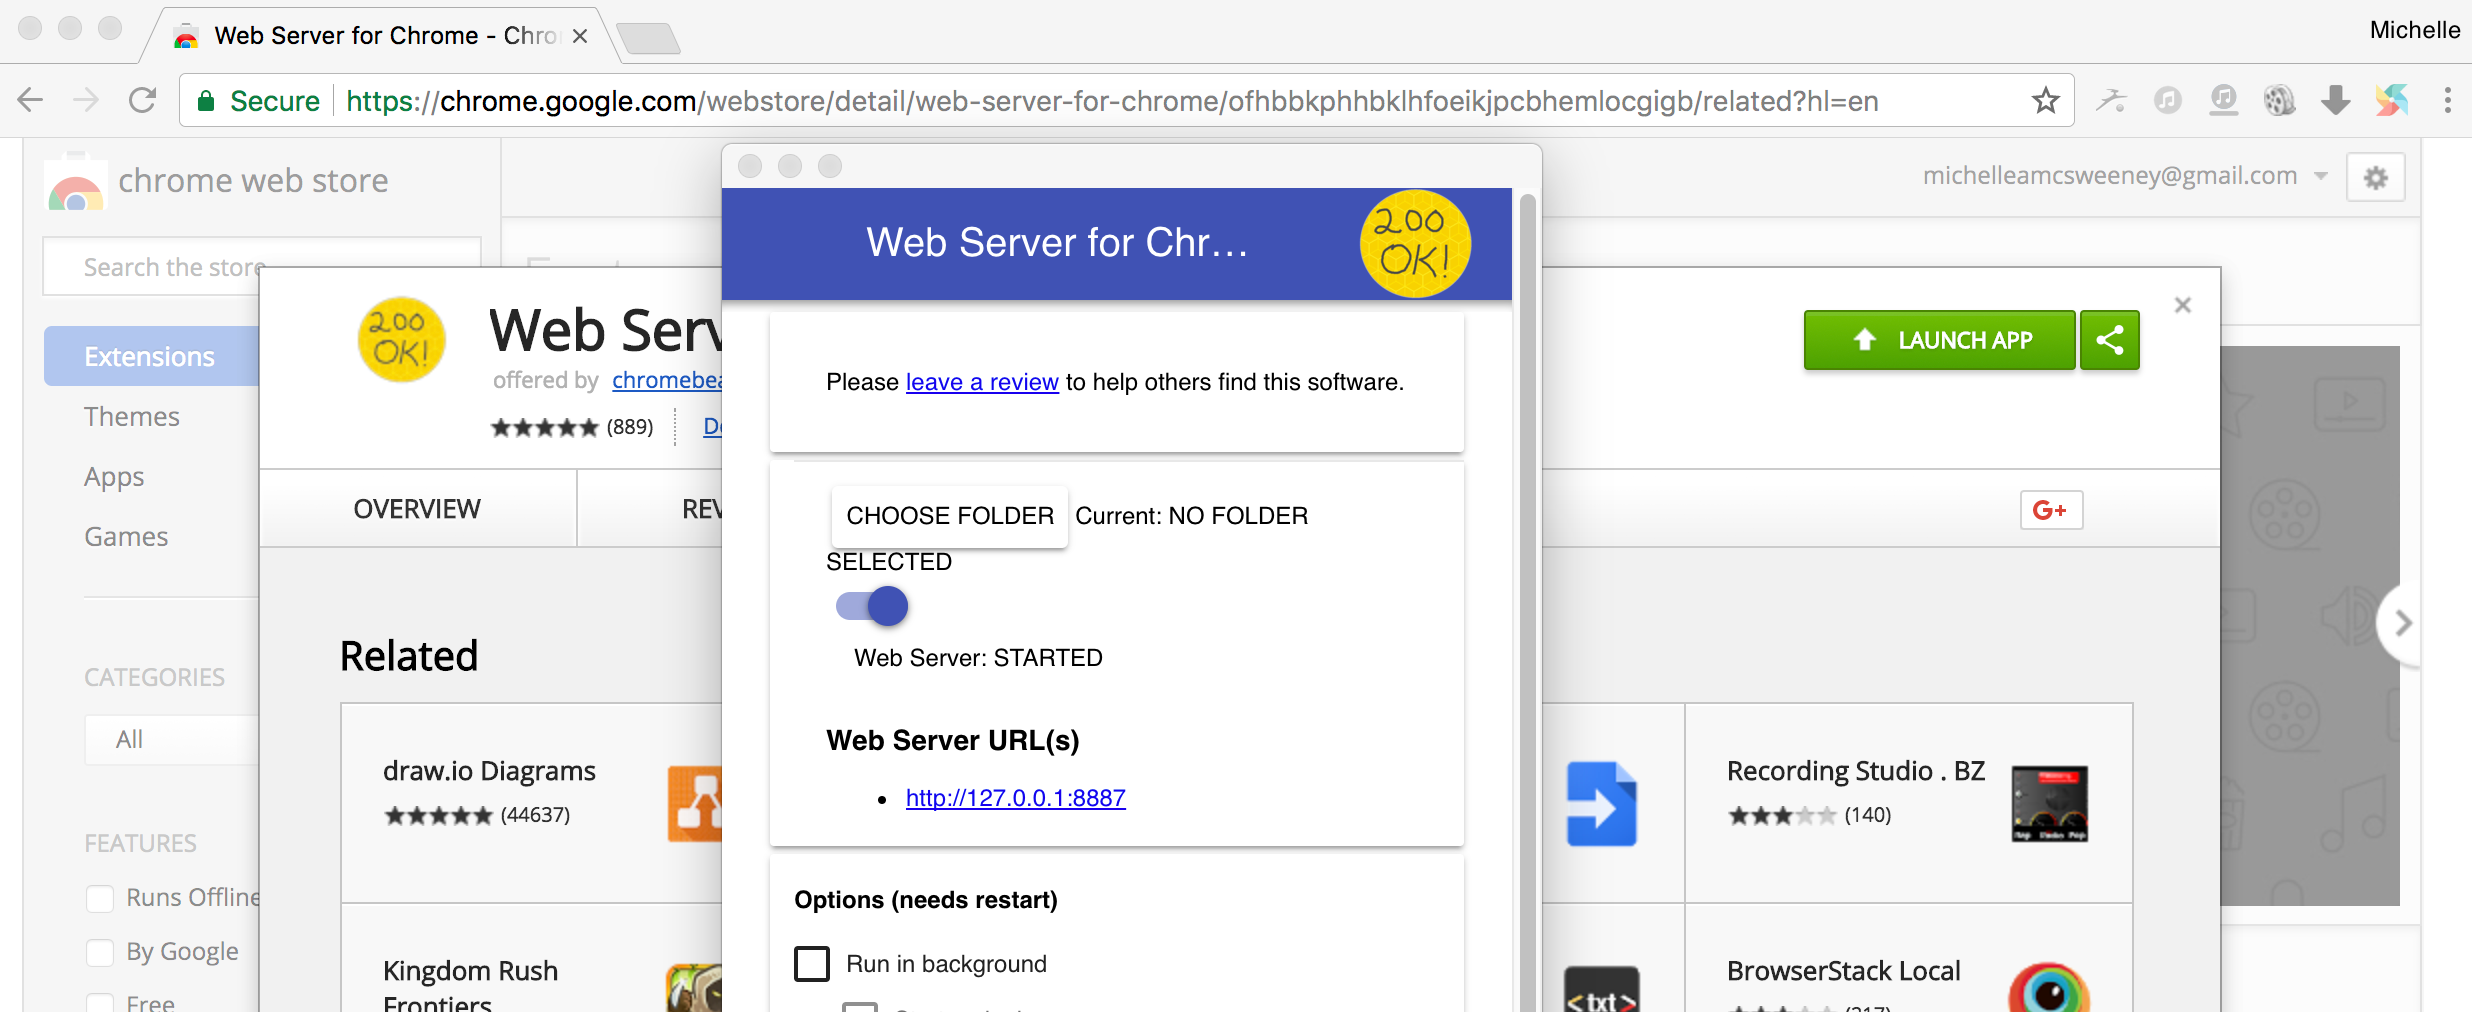 Web Server for Chrome - Chro
Michelle
Secure https://chrome.google.com/webstore/detail/web-server-for-chrome/ofhbbkphhbklhfoeikjpcbhemlocgigb/related?hl=en
chrome web store
michelleamcsweeney@gmail.com
Search the store
Extensions
Themes
Apps
Games
CATEGORIES
All
FEATURES
Runs Offline
By Google
Free
200
OK!
Web Serv
offered by chromebea
(889)
LAUNCH APP
OVERVIEW
REV
G+
Related
draw.io Diagrams
(44637)
Kingdom Rush
Frontiers
Recording Studio . BZ
(140)
<txt>
BrowserStack Local
(217)
Web Server for Chr...
200
OK!
Please leave a review to help others find this software.
CHOOSE FOLDER Current: NO FOLDER
SELECTED
Web Server: STARTED
Web Server URL(s)
http://127.0.0.1:8887
Options (needs restart)
Run in background